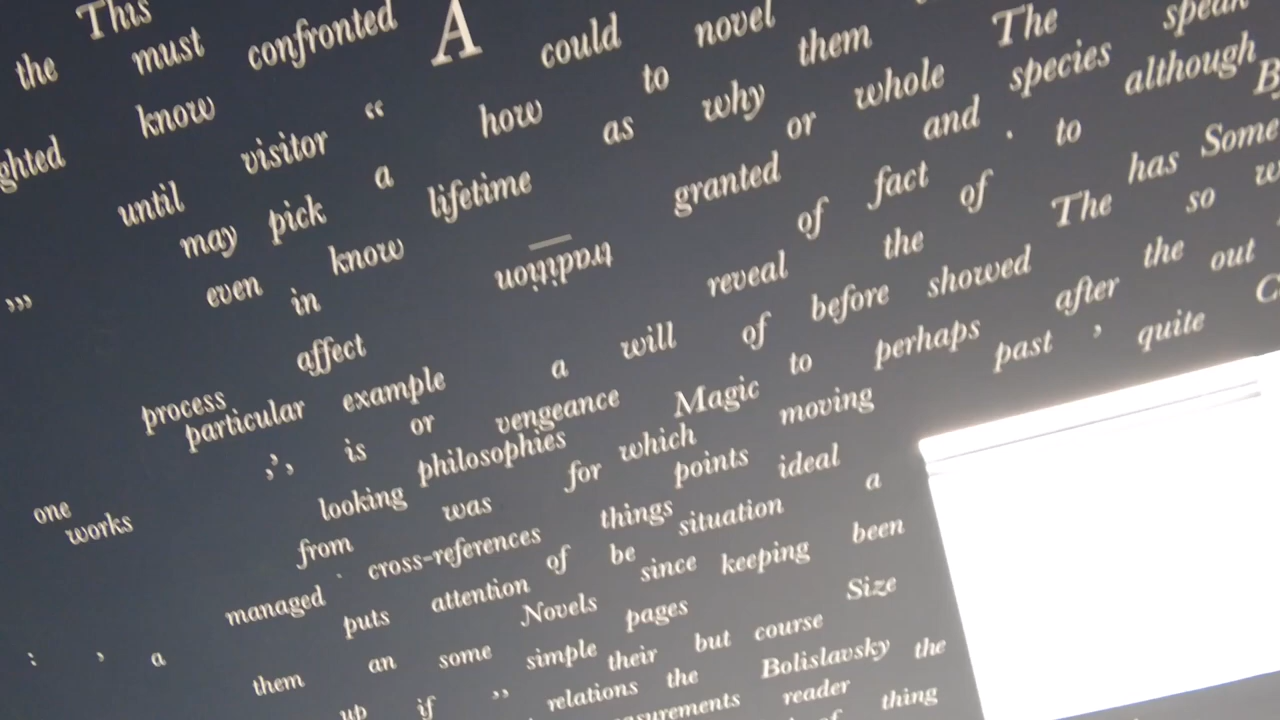 This
the must confronted A could novel them The
know “ how to why whole species although
until visitor a as or and . to
may pick lifetime granted fact of has Some
,,, even in know tradition reveal of the The so
affect a will of before showed after the out
process particular example vengeance Magic to perhaps past , quite
,’, is or philosophies which moving
one looking was for points ideal
works from cross-references things situation a
managed . puts attention of be since keeping been
: , a them an some Novels pages Size
up if ,, simple their but course
relations the Bolislavsky the
reader thing